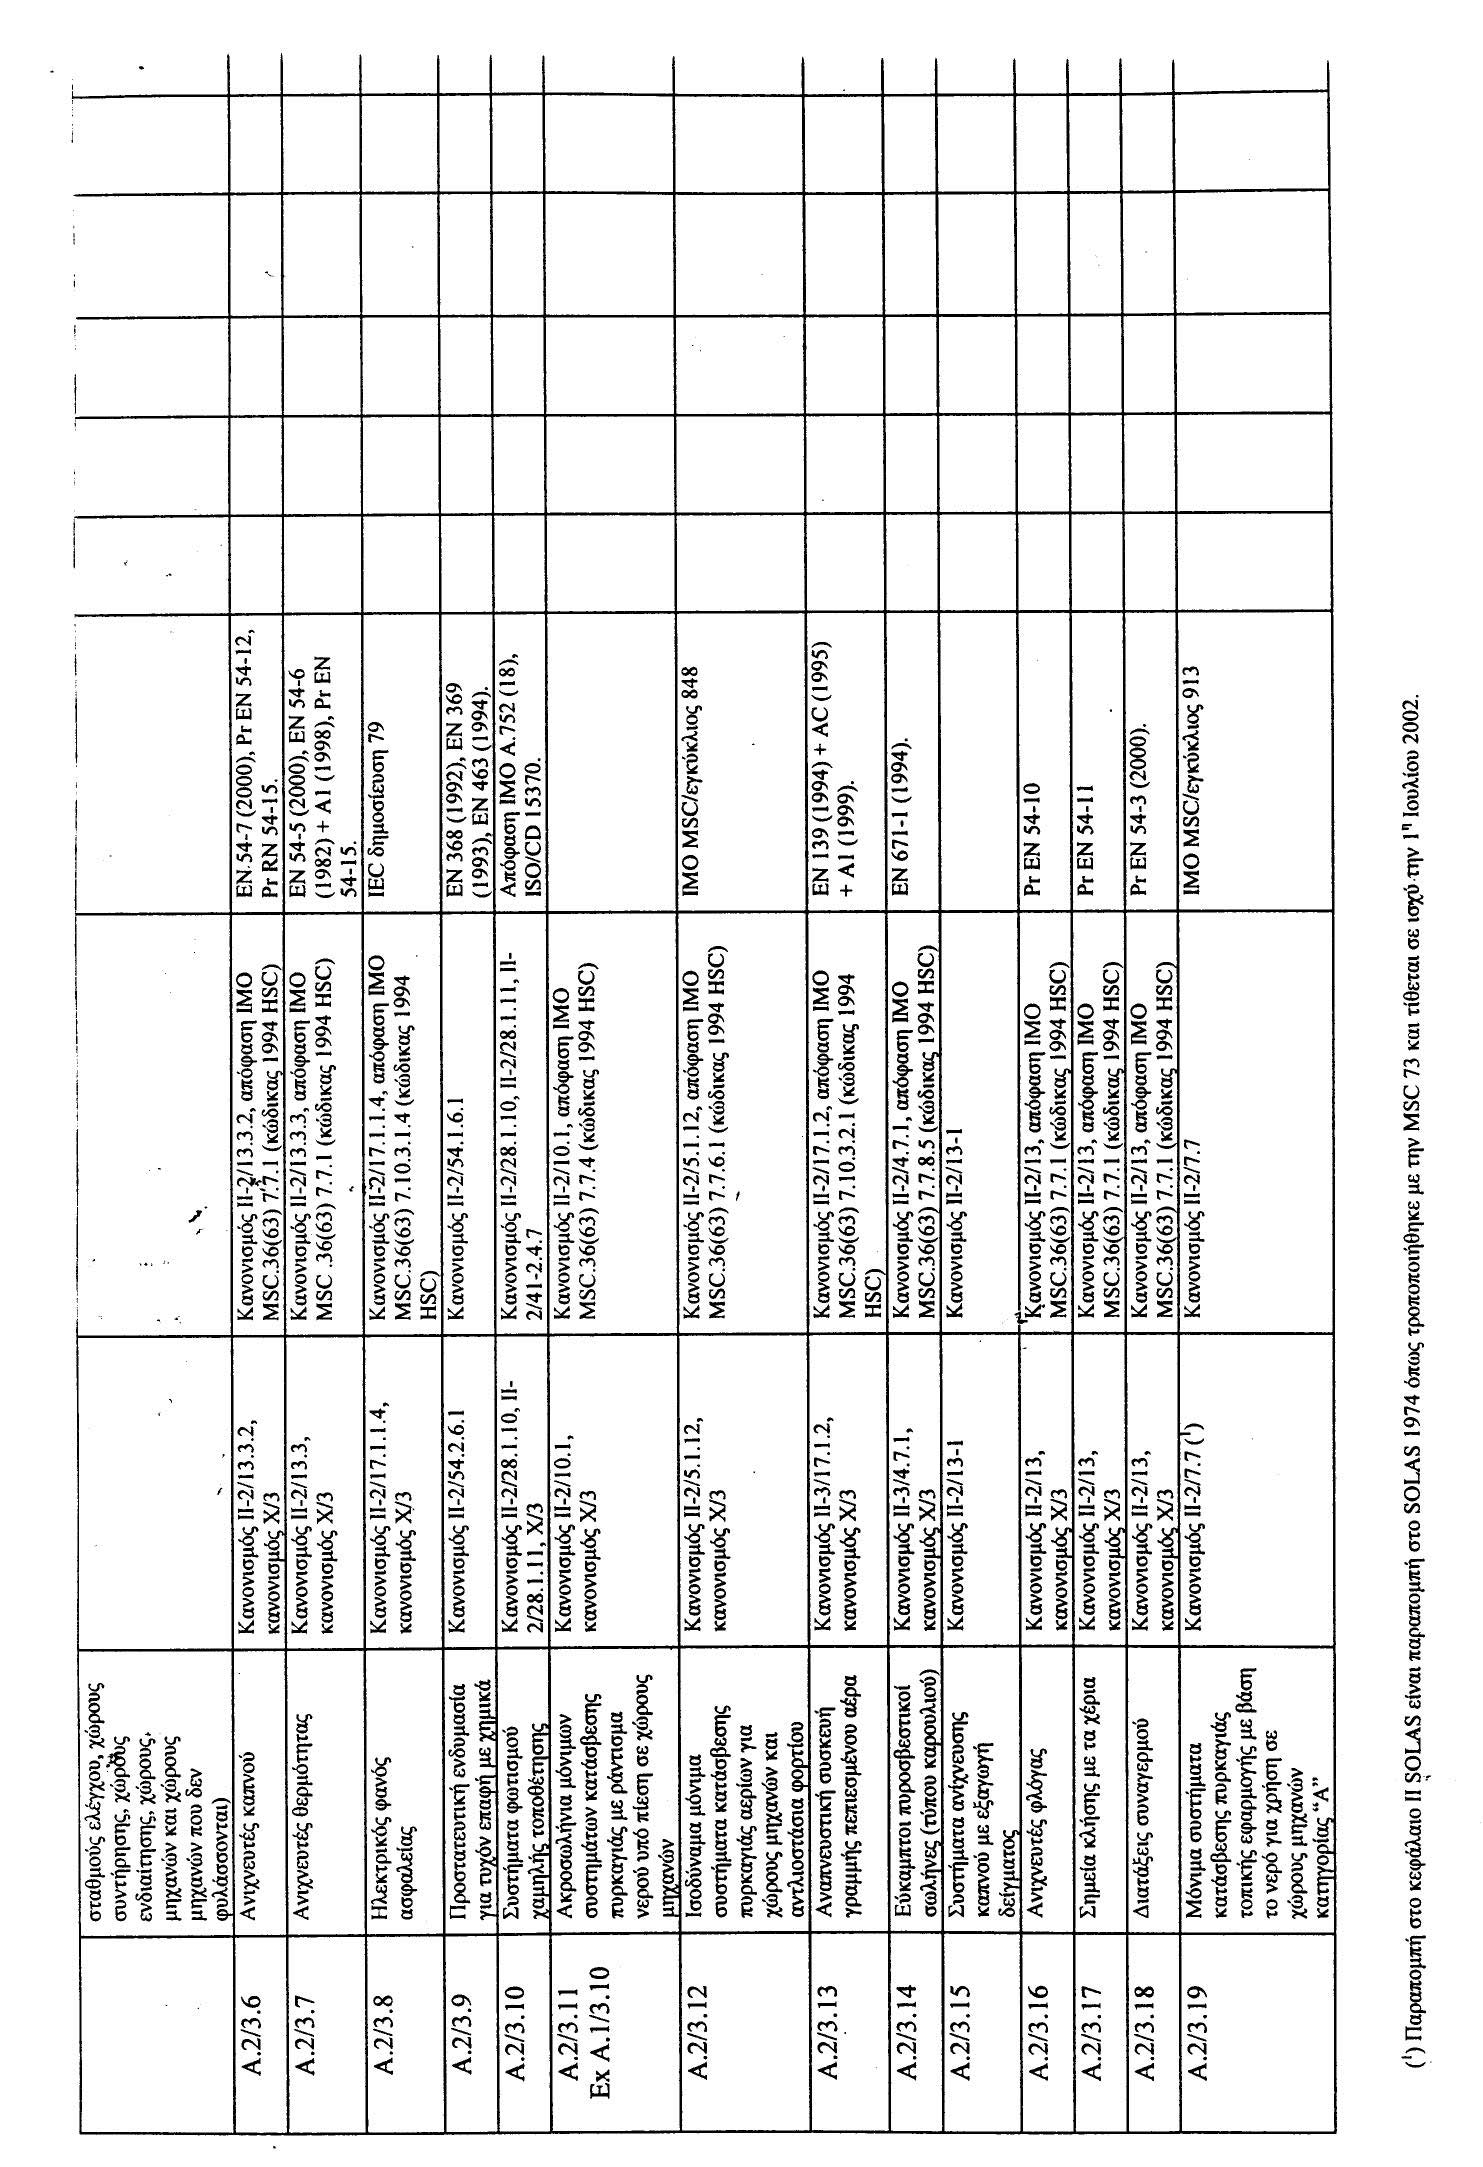 σταθμούς ελέγχου, χώρους
συντήρησης, χώρους
ενδιαίτησης, χώρους,
μηχανών και χώρους
μηχανών που δεν
φυλάσσονται)
A.2/3.6
Ανιχνευτές καπνού
Κανονισμός II-2/13.3.2,
κανονισμός X/3
Κανονισμός II-2/13.3.2, απόφαση IMO
MSC.36(63) 7.7.1 (κώδικας 1994 HSC)
EN.54-7 (2000), Pr EN 54-12,
Pr RN 54-15.
A.2/3.7
Ανιχνευτές θερμότητας
Κανονισμός II-2/13.3,
κανονισμός X/3
Κανονισμός II-2/13.3.3, απόφαση IMO
MSC .36(63) 7.7.1 (κώδικας 1994 HSC)
EN 54-5 (2000), EN 54-6
(1982) + A1 (1998), Pr EN
54-15.
A.2/3.8
Ηλεκτρικός φανός
ασφαλείας
Κανονισμός II-2/17.1.1.4,
κανονισμός X/3
Κανονισμός II-2/17.1.1.4, απόφαση IMO
MSC.36(63) 7.10.3.1.4 (κώδικας 1994
HSC)
IEC δημοσίευση 79
A.2/3.9
Προστατευτική ενδυμασία
για τυχόν επαφή με χημικά
Κανονισμός II-2/54.2.6.1
Κανονισμός II-2/54.1.6.1
EN 368 (1992), EN 369
(1993), EN 463 (1994).
A.2/3.10
Συστήματα φωτισμού
χαμηλής τοποθέτησης
Κανονισμός II-2/28.1.10, II-
2/28.1.11, X/3
Κανονισμός II-2/28.1.10, II-2/28.1.11, II-
2/41-2.4.7
Απόφαση IMO A.752 (18),
ISO/CD 15370.
A.2/3.11
Ex A.1/3.10
Ακροσωλήνια μόνιμων
συστημάτων κατάσβεσης
πυρκαγιάς με ράντισμα
νερού υπό πίεση σε χώρους
μηχανών
Κανονισμός II-2/10.1,
κανονισμός X/3
Κανονισμός II-2/10.1, απόφαση IMO
MSC.36(63) 7.7.4 (κώδικας 1994 HSC)
A.2/3.12
Ισοδύναμα μόνιμα
συστήματα κατάσβεσης
πυρκαγιάς αερίων για
χώρους μηχανών και
αντλιοστάσια φορτίου
Κανονισμός II-2/5.1.12,
κανονισμός X/3
Κανονισμός II-2/5.1.12, απόφαση IMO
MSC.36(63) 7.7.6.1 (κώδικας 1994 HSC)
IMO MSC/εγκύκλιος 848
A.2/3.13
Αναπνευστική συσκευή
γραμμής πεπιεσμένου αέρα
Κανονισμός II-3/17.1.2,
κανονισμός X/3
Κανονισμός II-2/17.1.2, απόφαση IMO
MSC.36(63) 7.10.3.2.1 (κώδικας 1994
HSC)
EN 139 (1994) + AC (1995)
+ A1 (1999).
A.2/3.14
Εύκαμπτοι πυροσβεστικοί
σωλήνες (τύπου καρουλιού)
Κανονισμός II-3/4.7.1,
κανονισμός X/3
Κανονισμός II-2/4.7.1, απόφαση IMO
MSC.36(63) 7.7.8.5 (κώδικας 1994 HSC)
EN 671-1 (1994).
A.2/3.15
Συστήματα ανίχνευσης
καπνού με εξαγωγή
δείγματος
Κανονισμός II-2/13-1
Κανονισμός II-2/13-1
A.2/3.16
Ανιχνευτές φλόγας
Κανονισμός II-2/13,
κανονισμός X/3
Κανονισμός II-2/13, απόφαση IMO
MSC.36(63) 7.7.1 (κώδικας 1994 HSC)
Pr EN 54-10
A.2/3.17
Σημεία κλήσης με τα χέρια
Κανονισμός II-2/13,
κανονισμός X/3
Κανονισμός II-2/13, απόφαση IMO
MSC.36(63) 7.7.1 (κώδικας 1994 HSC)
Pr EN 54-11
A.2/3.18
Διατάξεις συναγερμού
Κανονισμός II-2/13,
κανονισμός X/3
Κανονισμός II-2/13, απόφαση IMO
MSC.36(63) 7.7.1 (κώδικας 1994 HSC)
Pr EN 54-3 (2000).
A.2/3.19
Μόνιμα συστήματα
κατάσβεσης πυρκαγιάς
τοπικής εφαρμογής με βάση
το νερό για χρήση σε
χώρους μηχανών
κατηγορίας “A”
Κανονισμός II-2/7.7 (¹)
Κανονισμός II-2/7.7
IMO MSC/εγκύκλιος 913
(¹) Παραπομπή στο κεφάλαιο II SOLAS είναι παραπομπή στο SOLAS 1974 όπως τροποποιήθηκε με την MSC 73 και τίθεται σε ισχύ την 1η Ιουλίου 2002.